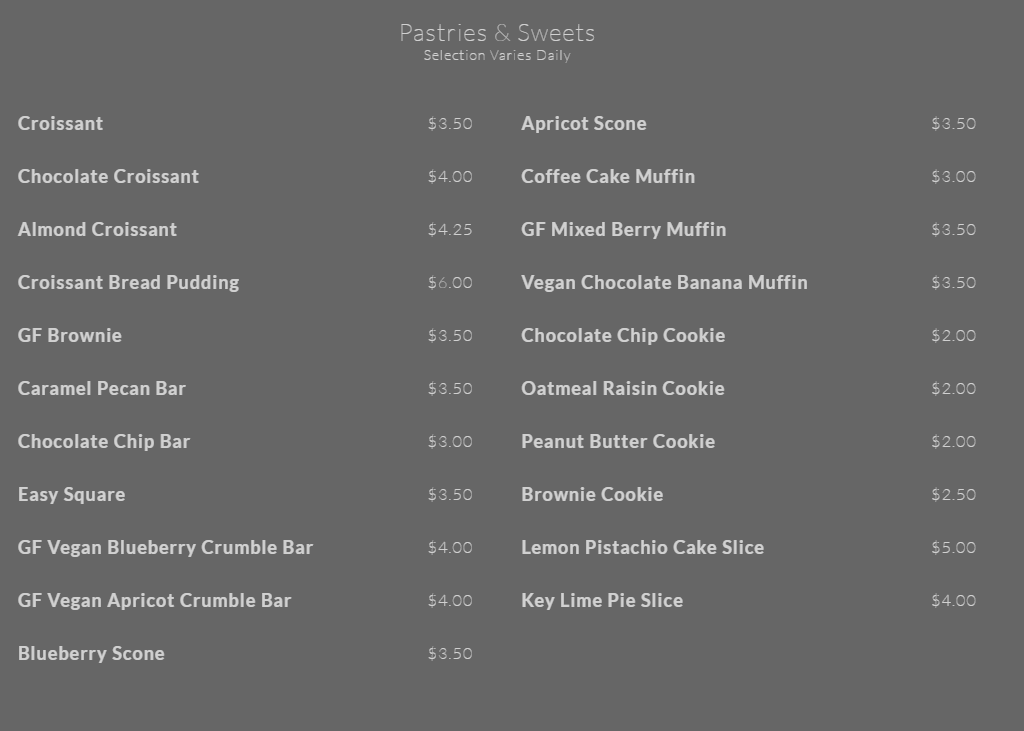 Pastries & Sweets
Selection Varies Daily
Croissant $3.50
Chocolate Croissant $4.00
Almond Croissant $4.25
Croissant Bread Pudding $6.00
GF Brownie $3.50
Caramel Pecan Bar $3.50
Chocolate Chip Bar $3.00
Easy Square $3.50
GF Vegan Blueberry Crumble Bar $4.00
GF Vegan Apricot Crumble Bar $4.00
Blueberry Scone $3.50
Apricot Scone $3.50
Coffee Cake Muffin $3.00
GF Mixed Berry Muffin $3.50
Vegan Chocolate Banana Muffin $3.50
Chocolate Chip Cookie $2.00
Oatmeal Raisin Cookie $2.00
Peanut Butter Cookie $2.00
Brownie Cookie $2.50
Lemon Pistachio Cake Slice $5.00
Key Lime Pie Slice $4.00